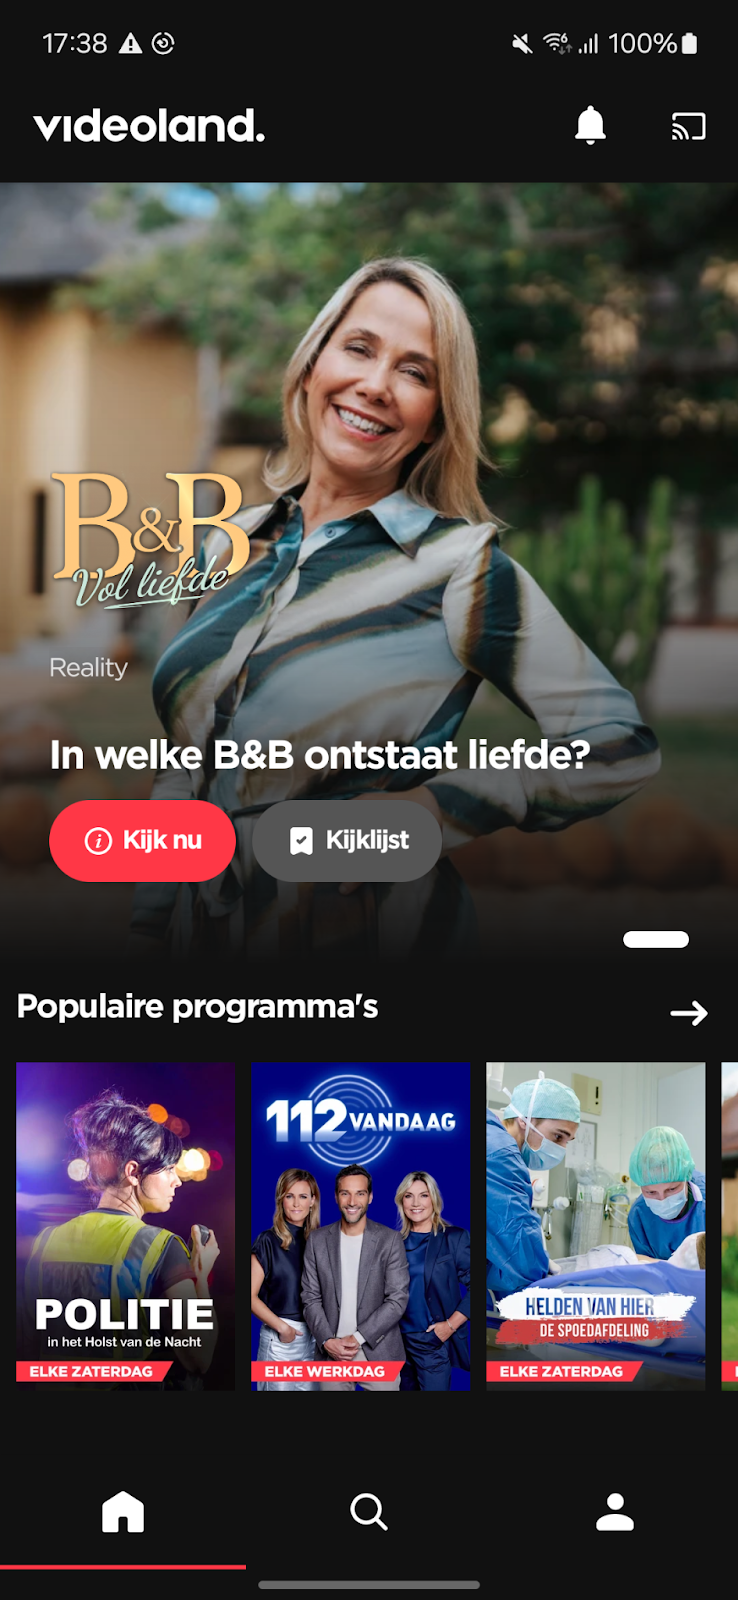 17:38
100%
videoland.
B&B
Vol liefde
Reality
In welke B&B ontstaat liefde?
Kijk nu
Kijklijst
Populaire programma's
POLITIE
in het Holst van de Nacht
ELKE ZATERDAG
112 VANDAAG
ELKE WERKDAG
HELDEN VAN HIER
DE SPOEDAFDELING
ELKE ZATERDAG